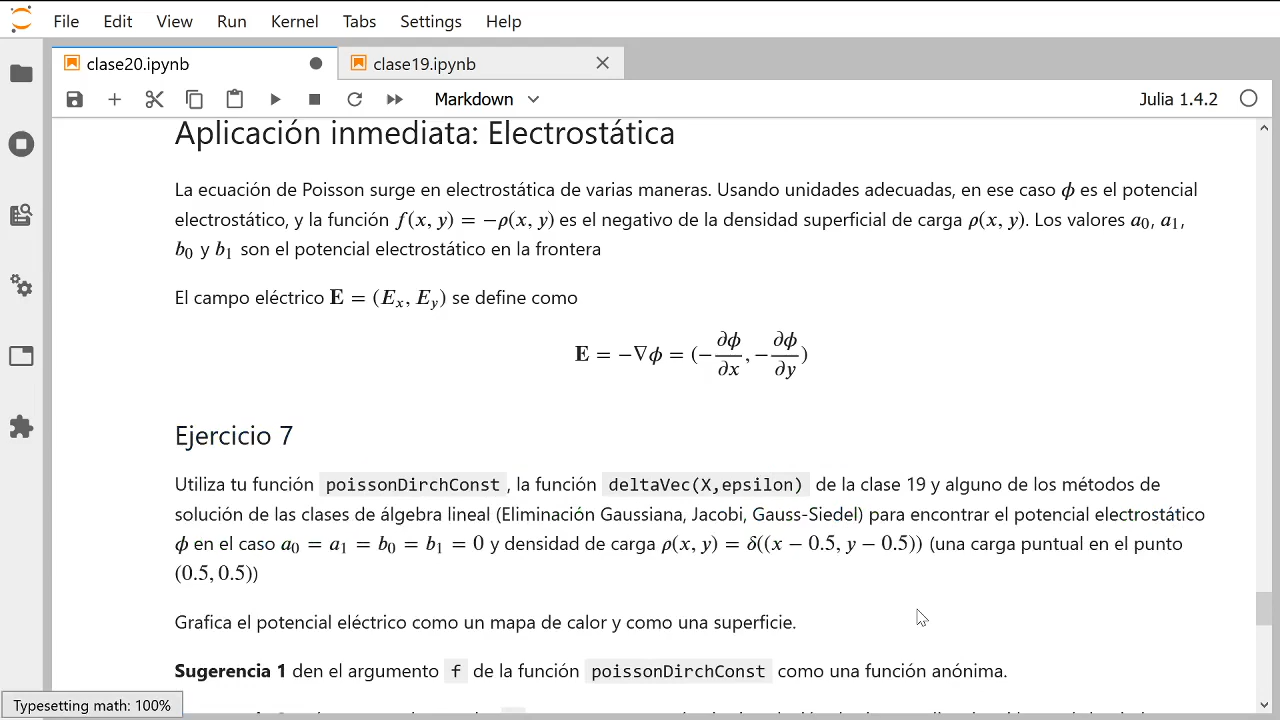 File Edit View Run Kernel Tabs Settings Help
clase20.ipynb clase19.ipynb
Markdown Julia 1.4.2
Aplicación inmediata: Electrostática
La ecuación de Poisson surge en electrostática de varias maneras. Usando unidades adecuadas, en ese caso ϕ es el potencial
electrostático, y la función f(x, y) = −ρ(x, y) es el negativo de la densidad superficial de carga ρ(x, y). Los valores a₀, a₁,
b₀ y b₁ son el potencial electrostático en la frontera
El campo eléctrico E = (Eₓ, E_y) se define como
E = −∇ϕ = (−∂ϕ/∂x, −∂ϕ/∂y)
Ejercicio 7
Utiliza tu función poissonDirchConst , la función deltaVec(X,epsilon) de la clase 19 y alguno de los métodos de
solución de las clases de álgebra lineal (Eliminación Gaussiana, Jacobi, Gauss-Siedel) para encontrar el potencial electrostático
ϕ en el caso a₀ = a₁ = b₀ = b₁ = 0 y densidad de carga ρ(x, y) = δ((x − 0.5, y − 0.5)) (una carga puntual en el punto
(0.5, 0.5))
Grafica el potencial eléctrico como un mapa de calor y como una superficie.
Sugerencia 1 den el argumento f de la función poissonDirchConst como una función anónima.
Typesetting math: 100%